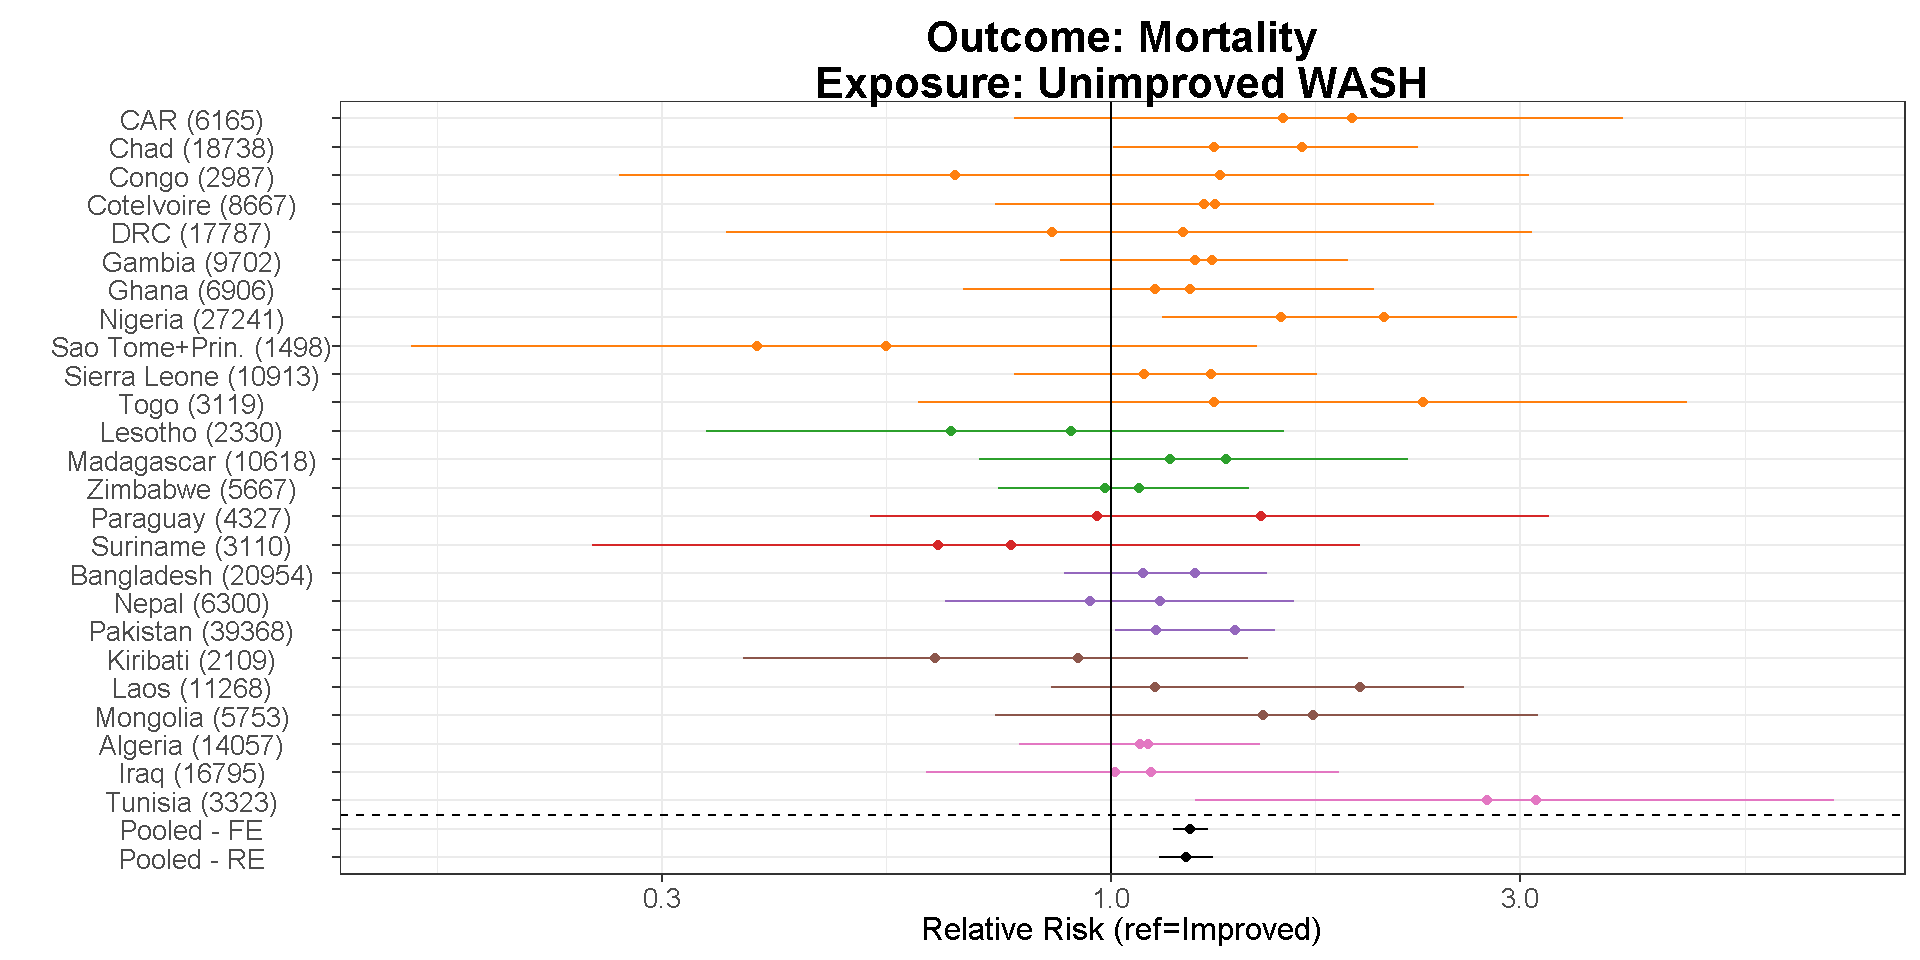 Outcome: Mortality
Exposure: Unimproved WASH
CAR (6165)
Chad (18738)
Congo (2987)
CoteIvoire (8667)
DRC (17787)
Gambia (9702)
Ghana (6906)
Nigeria (27241)
Sao Tome+Prin. (1498)
Sierra Leone (10913)
Togo (3119)
Lesotho (2330)
Madagascar (10618)
Zimbabwe (5667)
Paraguay (4327)
Suriname (3110)
Bangladesh (20954)
Nepal (6300)
Pakistan (39368)
Kiribati (2109)
Laos (11268)
Mongolia (5753)
Algeria (14057)
Iraq (16795)
Tunisia (3323)
Pooled - FE
Pooled - RE
0.3 1.0 3.0
Relative Risk (ref=Improved)